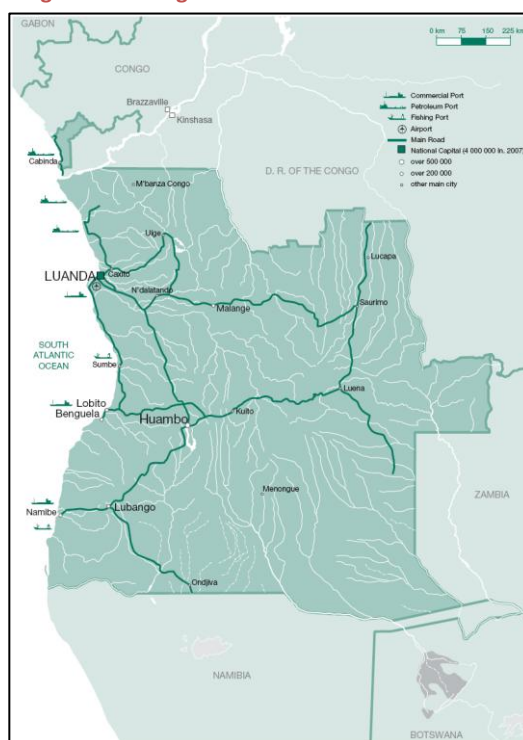 GABON
0 km 75 150 225 km
CONGO
Commercial Port
Petroleum Port
Fishing Port
Airport
Main Road
National Capital (4 000 000 in. 2007)
over 500 000
over 200 000
other main city
Brazzaville
Kinshasa
Cabinda
D. R. OF THE CONGO
M'banza Congo
Uige
Lucapa
LUANDA
Caxito
N'dalatando
Malange
Saurimo
SOUTH
ATLANTIC
OCEAN
Sumbe
Luena
Lobito
Benguela
Huambo
Kuito
Menongue
ZAMBIA
Namibe
Lubango
Ondjiva
NAMIBIA
BOTSWANA